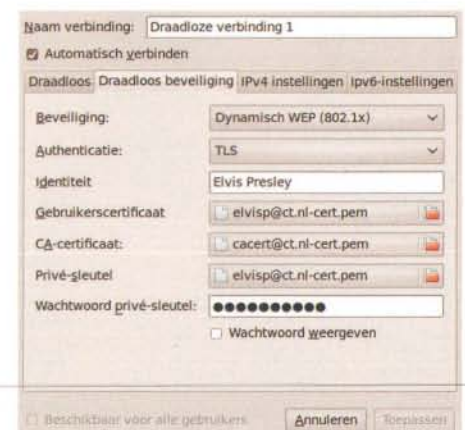 Naam verbinding: Draadloze verbinding 1
Automatisch verbinden
Draadloos Draadloos beveiliging IPv4 instellingen Ipv6-instellingen
Beveiliging: Dynamisch WEP (802.1x)
Authenticatie: TLS
Identiteit Elvis Presley
Gebruikerscertificaat elvisp@ct.nl-cert.pem
CA-certificaat: cacert@ct.nl-cert.pem
Privé-sleutel elvisp@ct.nl-cert.pem
Wachtwoord privé-sleutel: ●●●●●●●●●●
Wachtwoord weergeven
Beschikbaar voor alle gebruikers Annuleren Toepassen